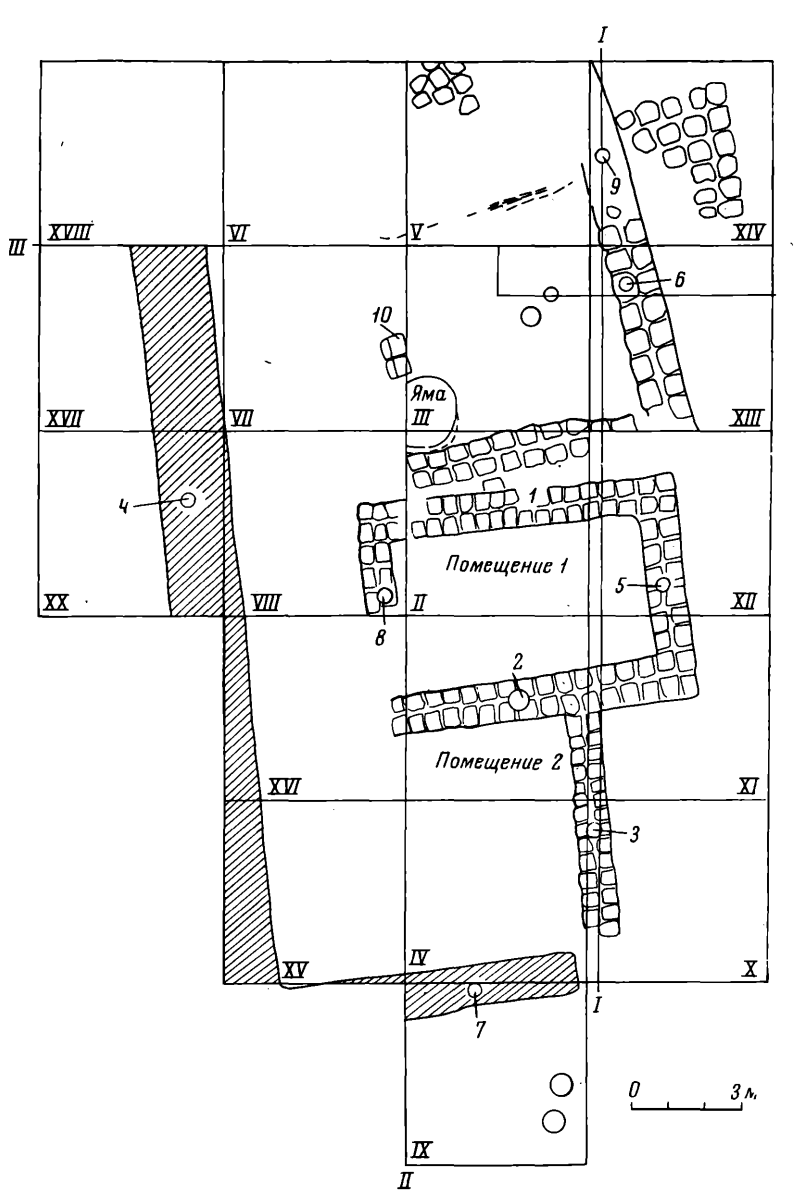 I
9
III XVIII VI V XIV
6
10
Яма
XVII VII III XIII
4
1
Помещение 1
5
XX VIII II XII
8
2
Помещение 2
XVI XI
3
IV
XV X
7 I
0 3 м.
IX
II